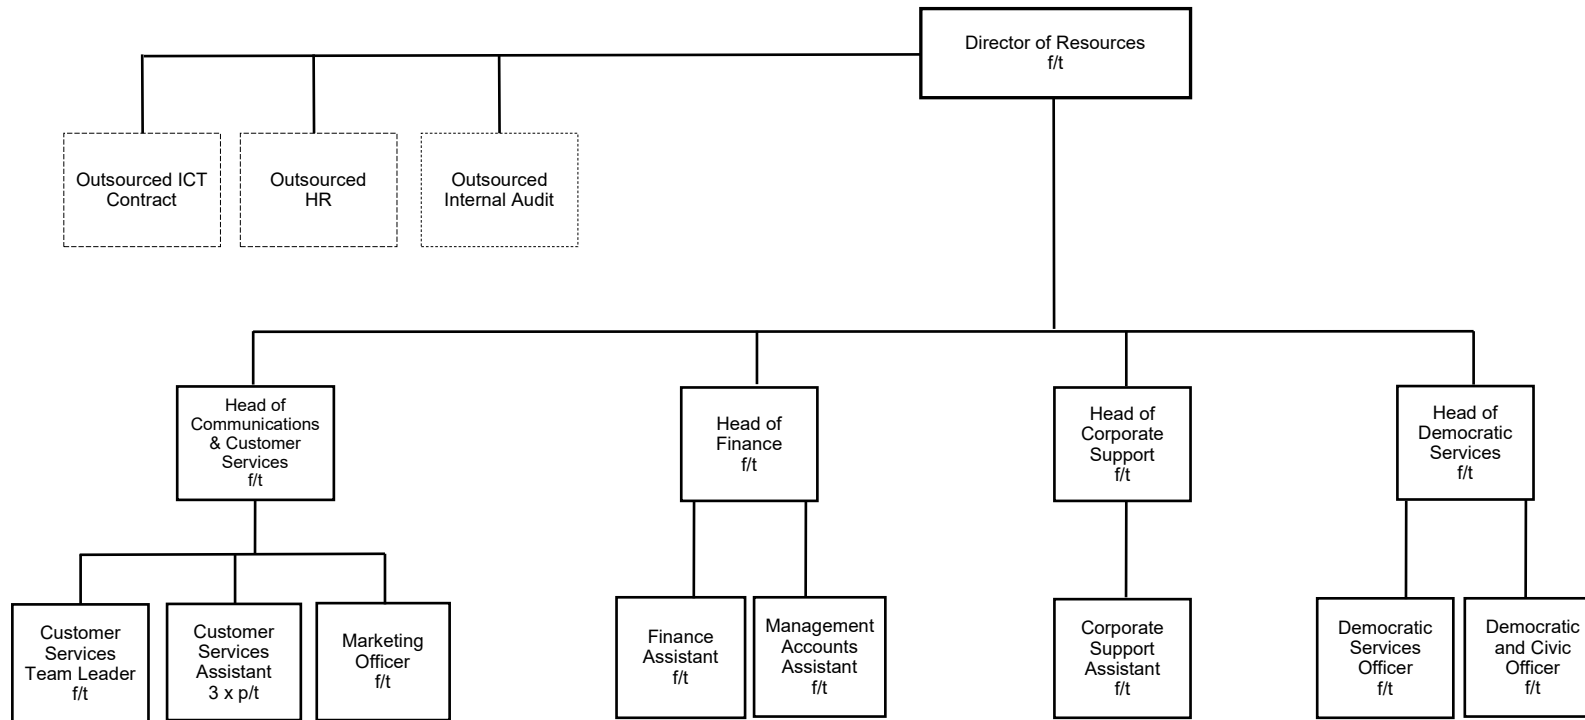 Director of Resources
f/t
Outsourced ICT
Contract
Outsourced
HR
Outsourced
Internal Audit
Head of
Communications
& Customer
Services
f/t
Head of
Finance
f/t
Head of
Corporate
Support
f/t
Head of
Democratic
Services
f/t
Customer
Services
Team Leader
f/t
Customer
Services
Assistant
3 x p/t
Marketing
Officer
f/t
Finance
Assistant
f/t
Management
Accounts
Assistant
f/t
Corporate
Support
Assistant
f/t
Democratic
Services
Officer
f/t
Democratic
and Civic
Officer
f/t